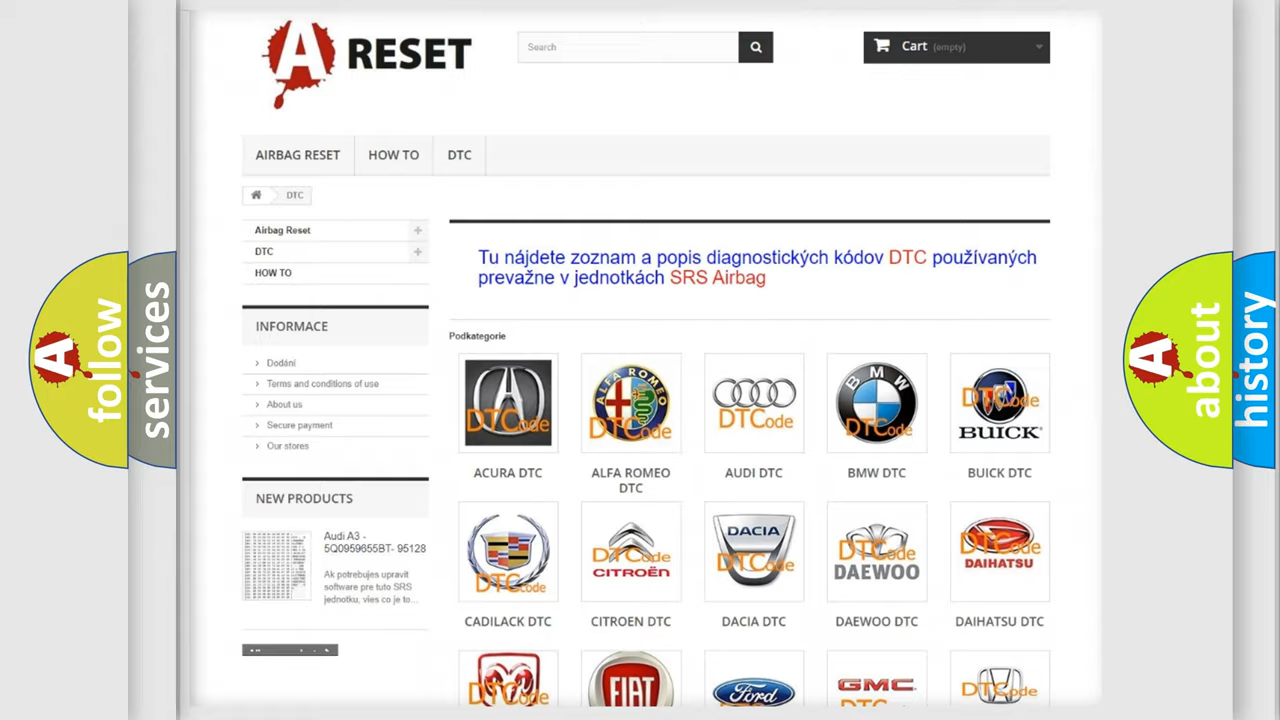 A RESET
Search
Cart (empty)
AIRBAG RESET
HOW TO
DTC
DTC
Airbag Reset
DTC
HOW TO
INFORMACE
Dodání
Terms and conditions of use
About us
Secure payment
Our stores
NEW PRODUCTS
Audi A3 -
5Q0959655BT- 95128
Ak potrebujes upravit
software pre tuto SRS
jednotku, vies co je to...
Tu nájdete zoznam a popis diagnostických kódov DTC používaných
prevažne v jednotkách SRS Airbag
Podkategorie
DTCode
ACURA DTC
ALFA ROMEO
DTCode
ALFA ROMEO
DTC
DTCode
AUDI DTC
BMW
DTCode
BMW DTC
DTCode
BUICK
BUICK DTC
DTCode
CADILACK DTC
DTCode
CITROËN
CITROEN DTC
DACIA
DTCode
DACIA DTC
DTCode
DAEWOO
DAEWOO DTC
DTCode
DAIHATSU
DAIHATSU DTC
DTCode
FIAT
Ford
DTCode
GMC
DTCode
A follow
services
A about
history